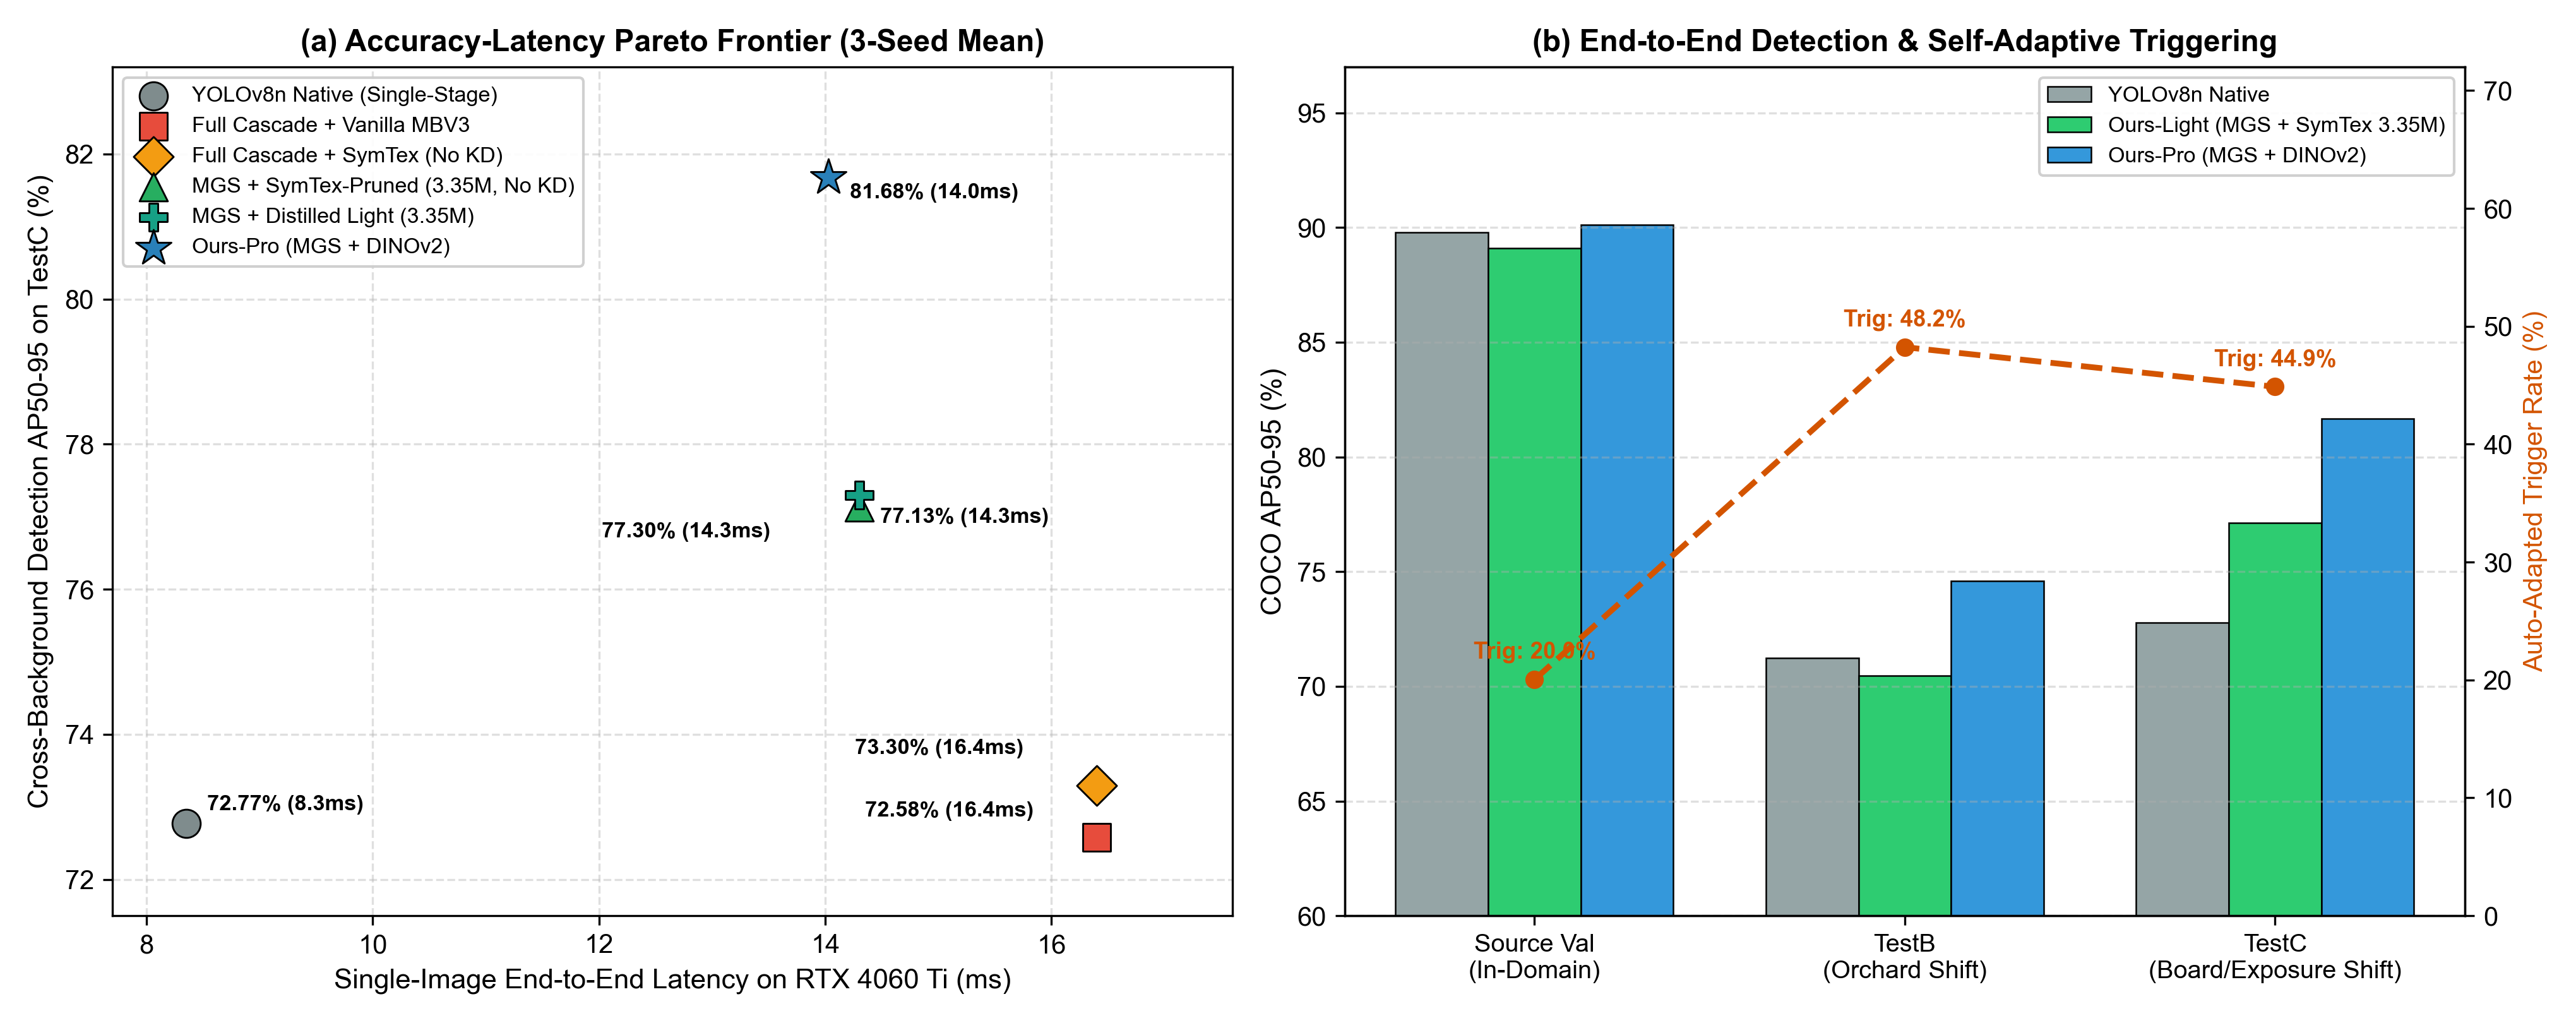 (a) Accuracy-Latency Pareto Frontier (3-Seed Mean)
YOLOv8n Native (Single-Stage)
Full Cascade + Vanilla MBV3
Full Cascade + SymTex (No KD)
MGS + SymTex-Pruned (3.35M, No KD)
MGS + Distilled Light (3.35M)
Ours-Pro (MGS + DINOv2)
Cross-Background Detection AP50-95 on TestC (%)
82
80
78
76
74
72
81.68% (14.0ms)
77.13% (14.3ms)
77.30% (14.3ms)
73.30% (16.4ms)
72.77% (8.3ms)
72.58% (16.4ms)
8
10
12
14
16
Single-Image End-to-End Latency on RTX 4060 Ti (ms)
(b) End-to-End Detection & Self-Adaptive Triggering
YOLOv8n Native
Ours-Light (MGS + SymTex 3.35M)
Ours-Pro (MGS + DINOv2)
COCO AP50-95 (%)
95
90
85
80
75
70
65
60
Trig: 48.2%
Trig: 44.9%
Trig:
70
60
50
40
30
20
10
0
Auto-Adapted Trigger Rate (%)
Source Val
(In-Domain)
TestB
(Orchard Shift)
TestC
(Board/Exposure Shift)